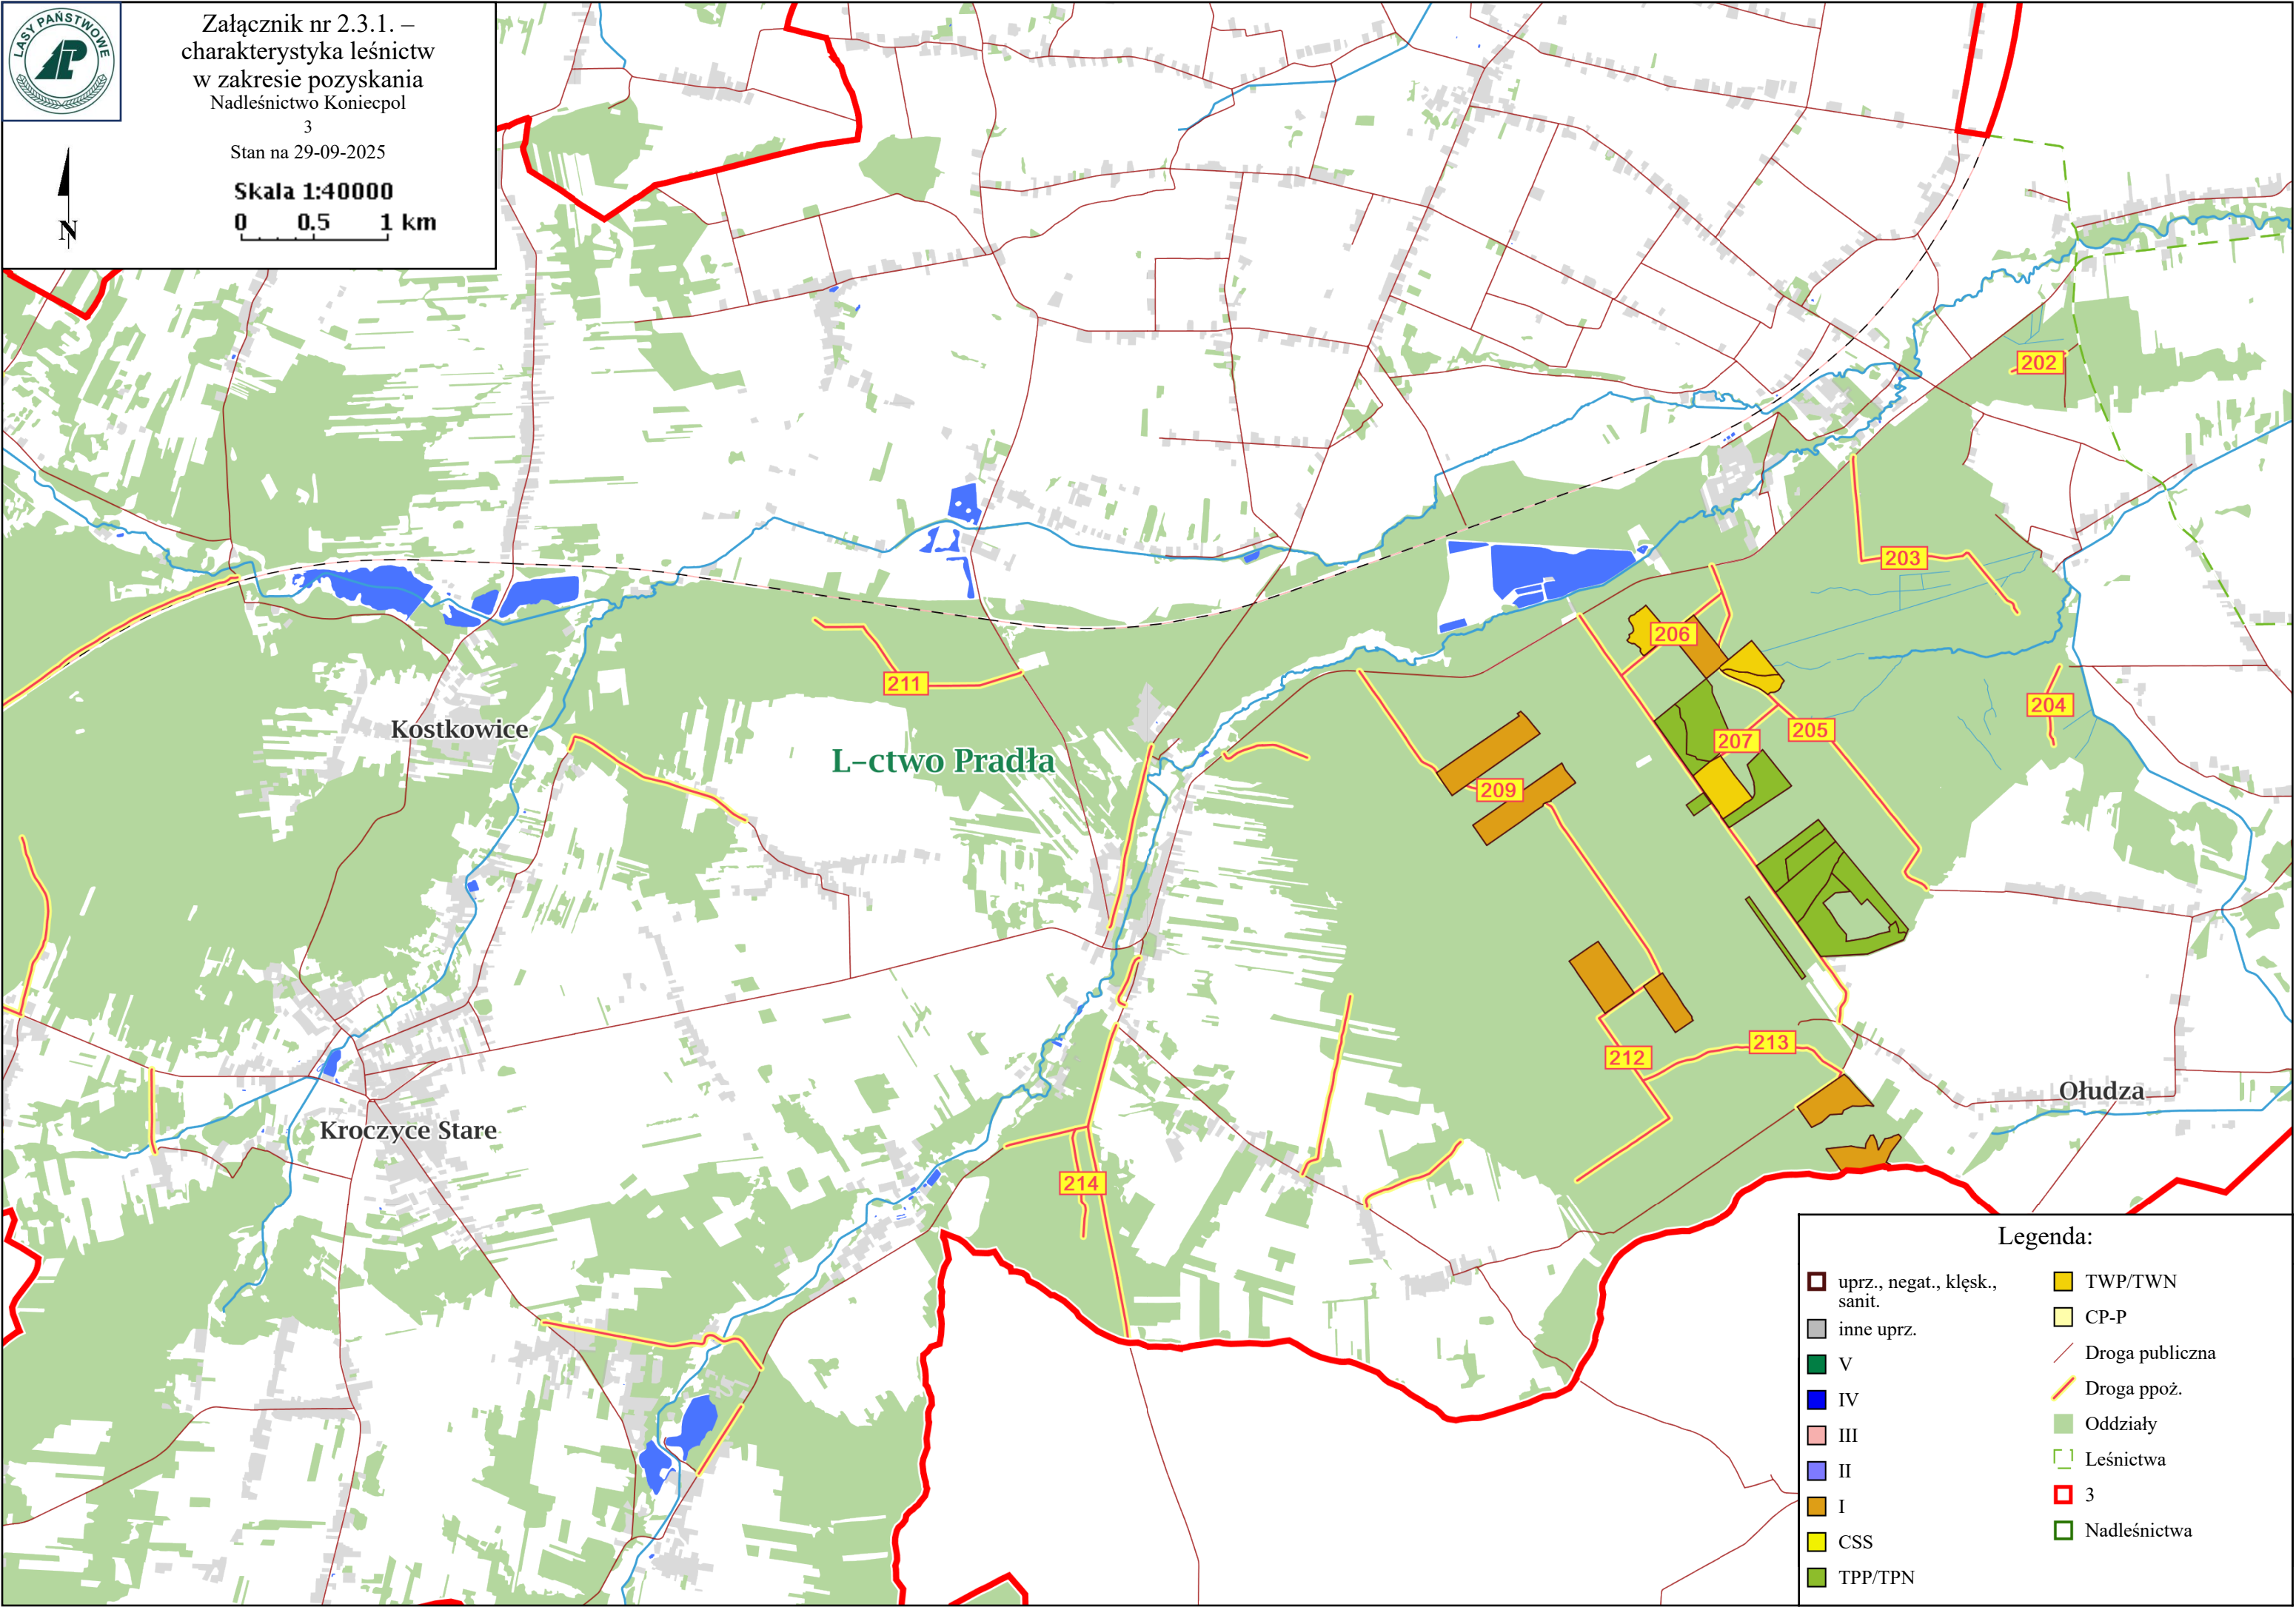 LASY PAŃSTWOWE
LP
Załącznik nr 2.3.1. –
charakterystyka leśnictw
w zakresie pozyskania
Nadleśnictwo Koniecpol
3
Stan na 29-09-2025
Skala 1:40000
0 0.5 1 km
N
202
203
206
211
204
Kostkowice
205
207
L-ctwo Pradła
209
213
212
Ołudza
Kroczyce Stare
214
Legenda:
uprz., negat., klęsk.,
sanit.
inne uprz.
V
IV
III
II
I
CSS
TPP/TPN
TWP/TWN
CP-P
Droga publiczna
Droga ppoż.
Oddziały
Leśnictwa
3
Nadleśnictwa